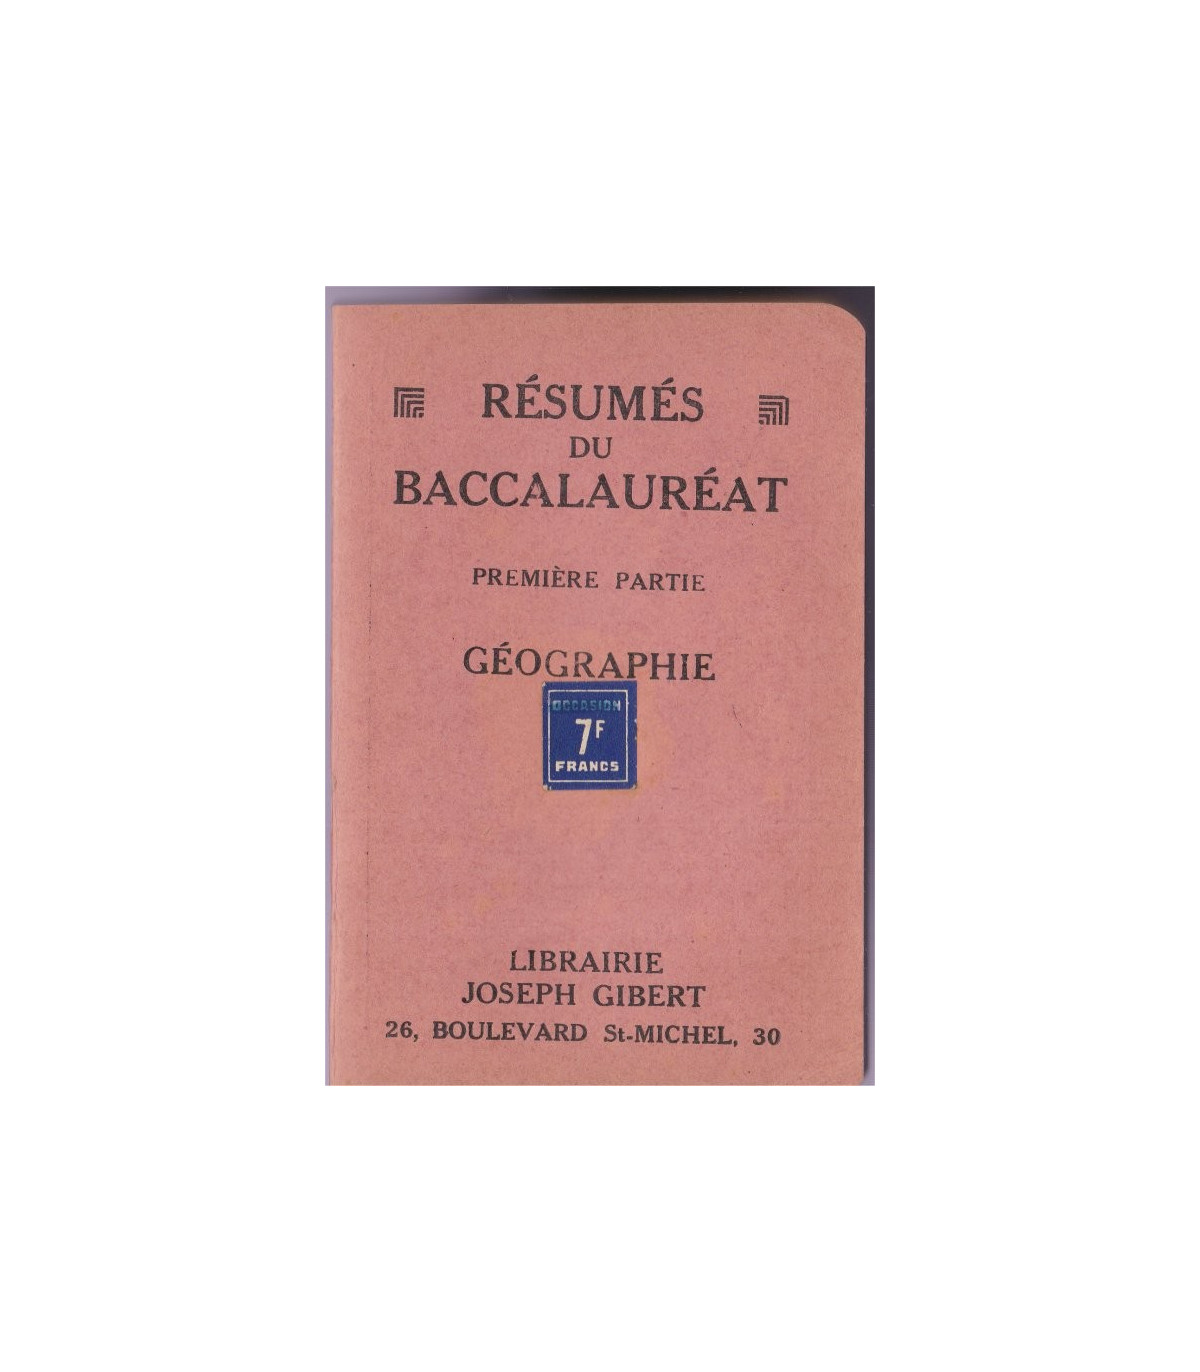 RÉSUMÉS
DU
BACCALAURÉAT
PREMIÈRE PARTIE
GÉOGRAPHIE
OCCASION
7F
FRANCS
LIBRAIRIE
JOSEPH GIBERT
26, BOULEVARD St-MICHEL, 30